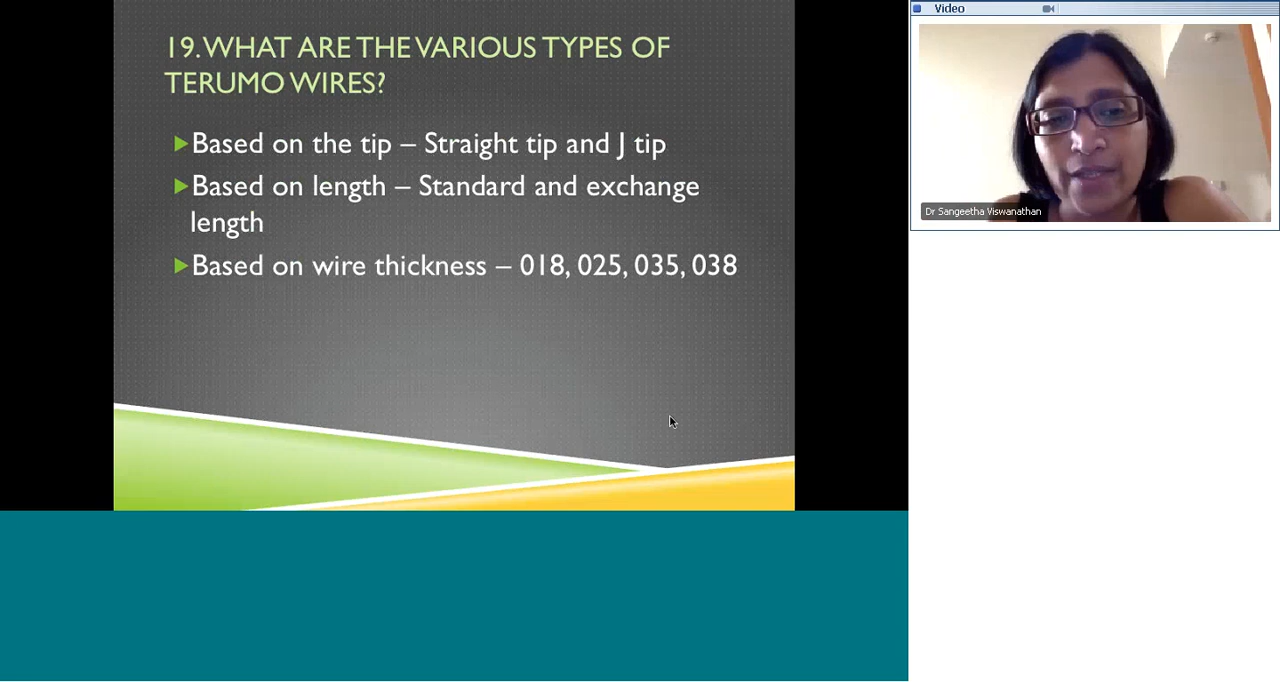 19. WHAT ARE THE VARIOUS TYPES OF
TERUMO WIRES?
Based on the tip – Straight tip and J tip
Based on length – Standard and exchange
length
Based on wire thickness – 018, 025, 035, 038
Video
Dr Sangeetha Viswanathan